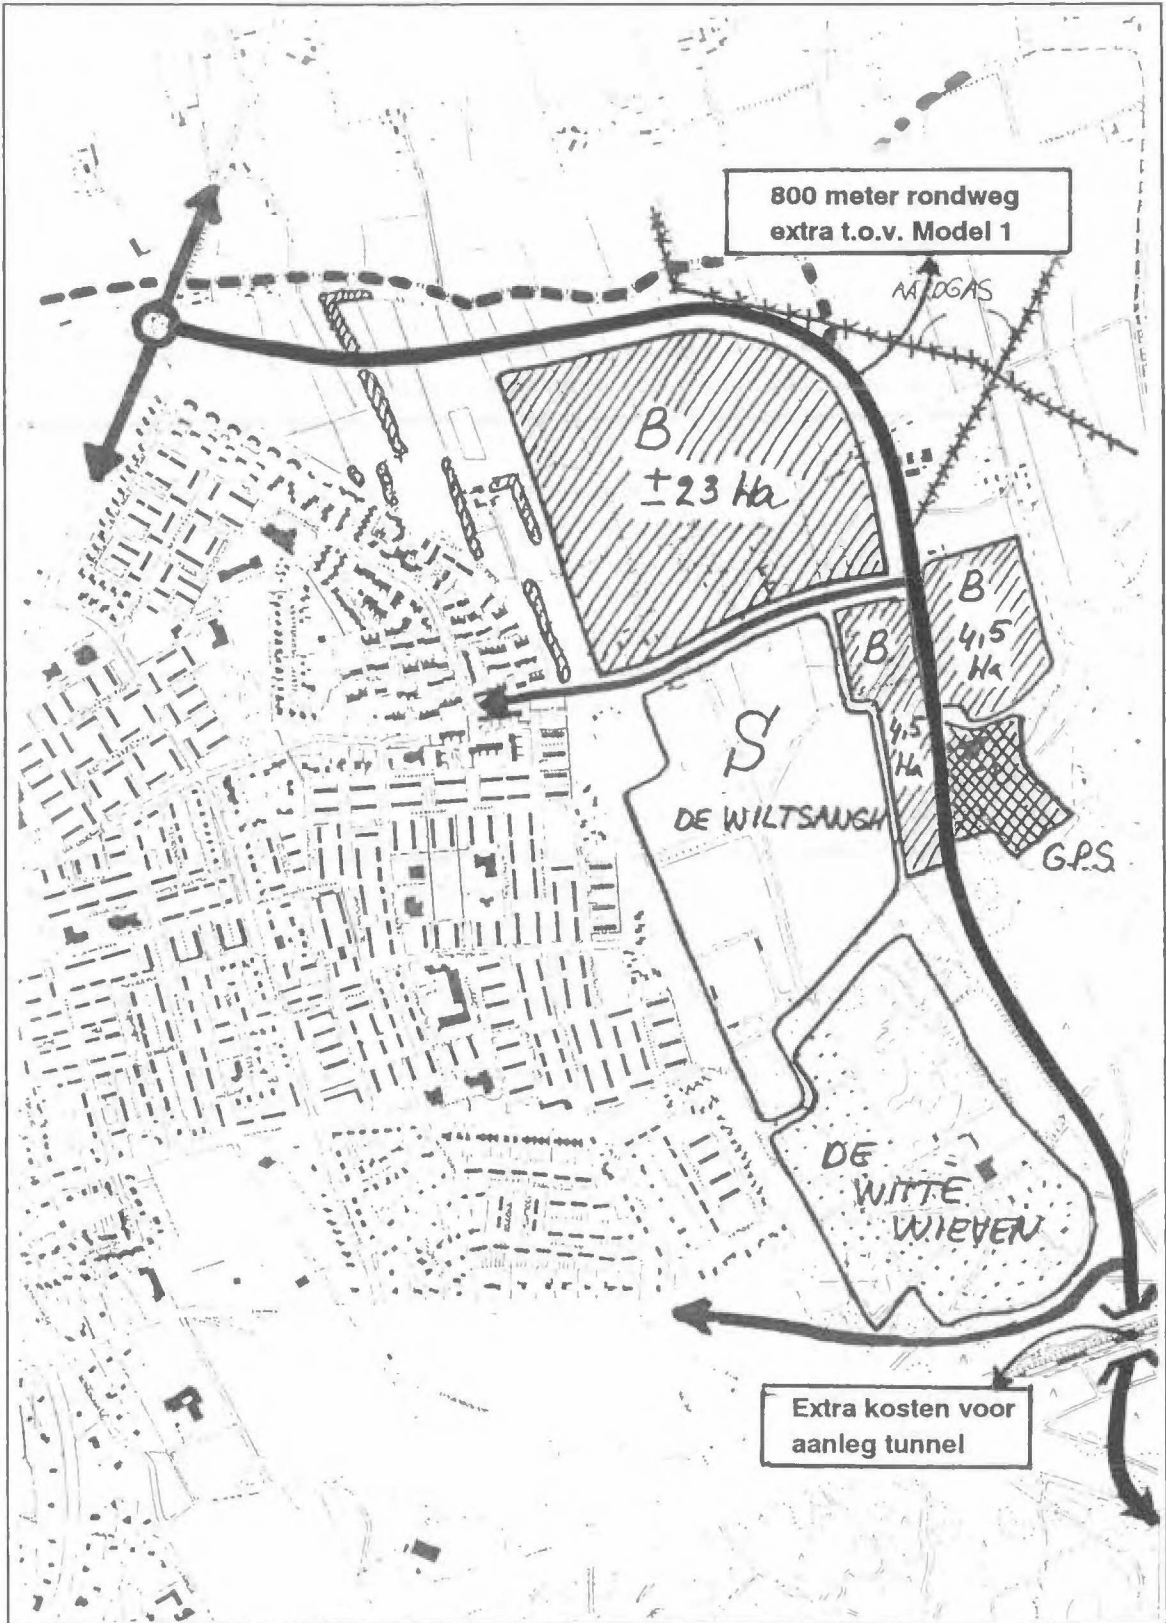 800 meter rondweg
extra t.o.v. Model 1
AARDGAS
B
±23 Ha
B
4,5
Ha
B
4,5
Ha
S
DE WILTSANGH
G.P.S.
DE
WITTE
WIEVEN
Extra kosten voor
aanleg tunnel